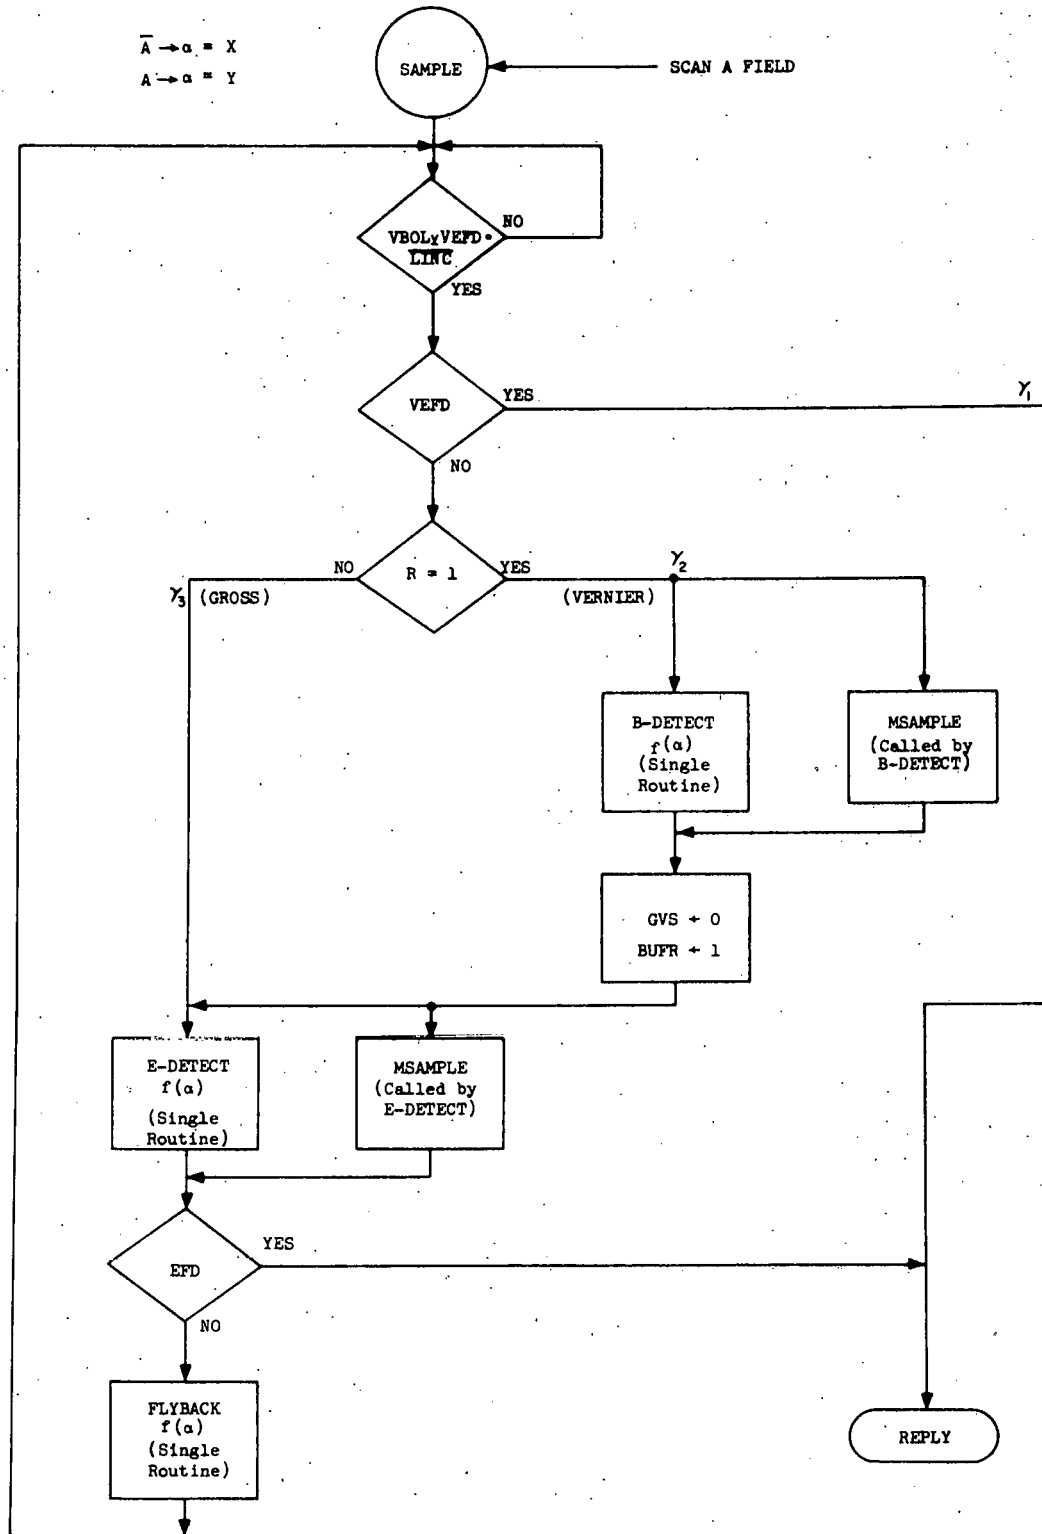 A̅ → α = X
A → α = Y
SAMPLE
SCAN A FIELD
VBOL∨VEFD •
L̅I̅N̅C̅
NO
YES
VEFD
YES
γ₁
NO
R = 1
NO
YES
γ₂
γ₃ (GROSS)
(VERNIER)
B-DETECT
f(α)
(Single
Routine)
MSAMPLE
(Called by
B-DETECT)
GVS ← 0
BUFR ← 1
E-DETECT
f(α)
(Single
Routine)
MSAMPLE
(Called by
E-DETECT)
EFD
YES
NO
FLYBACK
f(α)
(Single
Routine)
REPLY